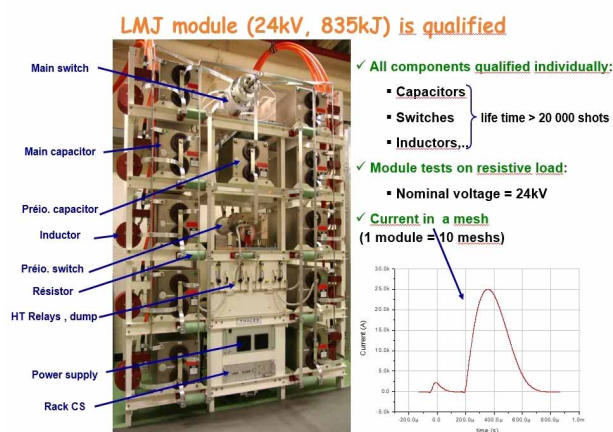 LMJ module (24kV, 835kJ) is qualified
Main switch
Main capacitor
Préio. capacitor
Inductor
Préio. switch
Résistor
HT Relays , dump
Power supply
Rack CS
THALES
✓ All components qualified individually:
▪ Capacitors
▪ Switches
▪ Inductors,..
life time > 20 000 shots
✓ Module tests on resistive load:
▪ Nominal voltage = 24kV
✓ Current in a mesh
(1 module = 10 meshs)
30.0k
25.0k
20.0k
15.0k
10.0k
5.0k
0.0
-5.0k
Current (A)
-200.0µ
0.0
200.0µ
400.0µ
600.0µ
800.0µ
1.0m
time (s)